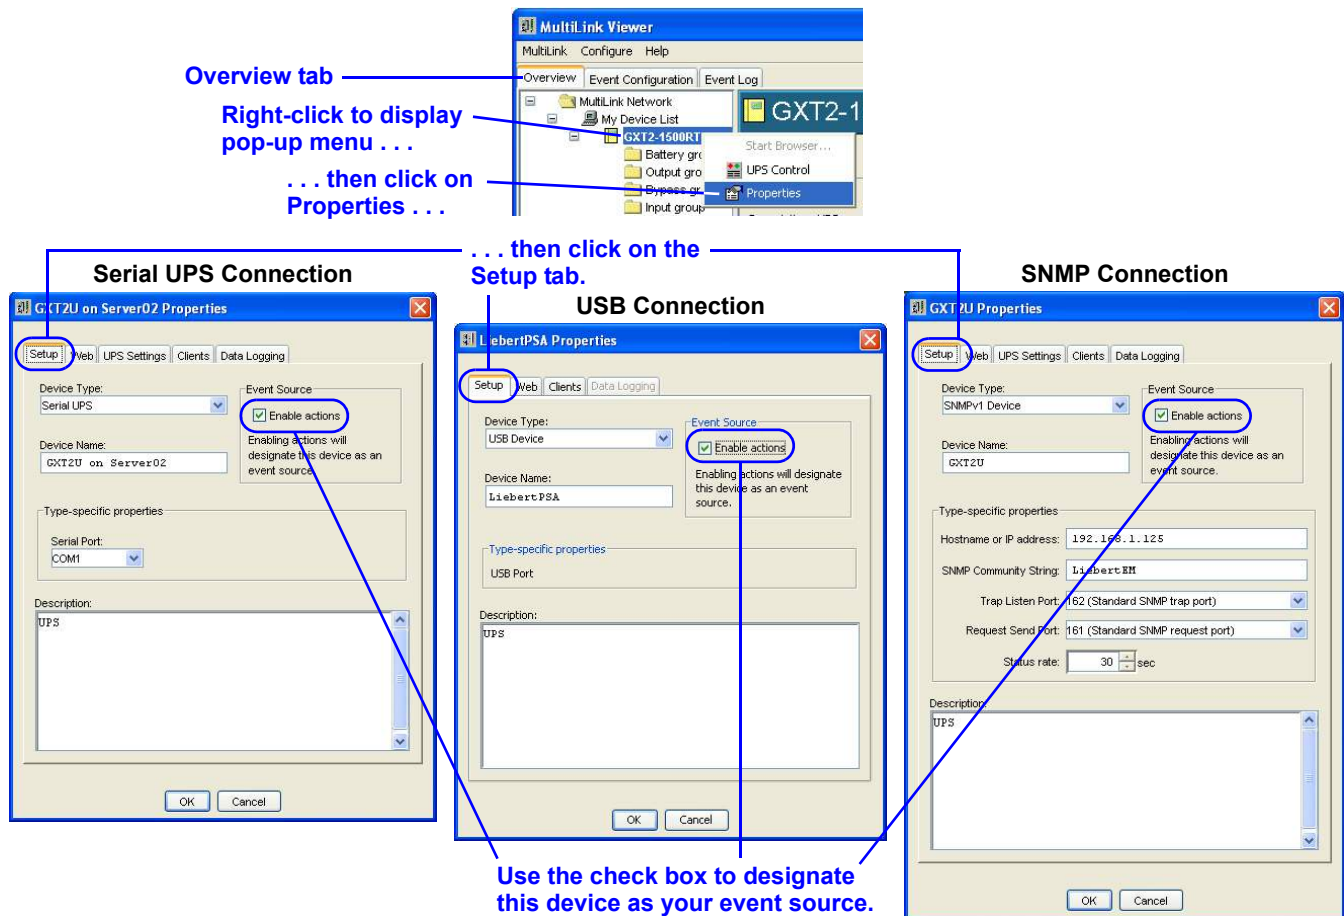 MultiLink Viewer
MultiLink Configure Help
Overview Event Configuration Event Log
Overview tab
MultiLink Network
My Device List
GXT2-1500RT
Battery gro
Output gro
Bypass gr
Input group
GXT2-1
Start Browser...
UPS Control
Properties
Right-click to display
pop-up menu . . .
. . . then click on
Properties . . .
. . . then click on the
Setup tab.
Serial UPS Connection
GXT2U on Server02 Properties
Setup Web UPS Settings Clients Data Logging
Device Type:
Serial UPS
Event Source
Enable actions
Enabling actions will
designate this device as an
event source.
Device Name:
GXT2U on Server02
Type-specific properties
Serial Port:
COM1
Description:
UPS
OK Cancel
USB Connection
LiebertPSA Properties
Setup Web Clients Data Logging
Device Type:
USB Device
Event Source
Enable actions
Enabling actions will designate
this device as an event
source.
Device Name:
LiebertPSA
Type-specific properties
USB Port
Description:
UPS
OK Cancel
SNMP Connection
GXT2U Properties
Setup Web UPS Settings Clients Data Logging
Device Type:
SNMPv1 Device
Event Source
Enable actions
Enabling actions will
designate this device as an
event source.
Device Name:
GXT2U
Type-specific properties
Hostname or IP address: 192.168.1.125
SNMP Community String: LiebertEM
Trap Listen Port: 162 (Standard SNMP trap port)
Request Send Port: 161 (Standard SNMP request port)
Status rate: 30 sec
Description:
UPS
OK Cancel
Use the check box to designate
this device as your event source.